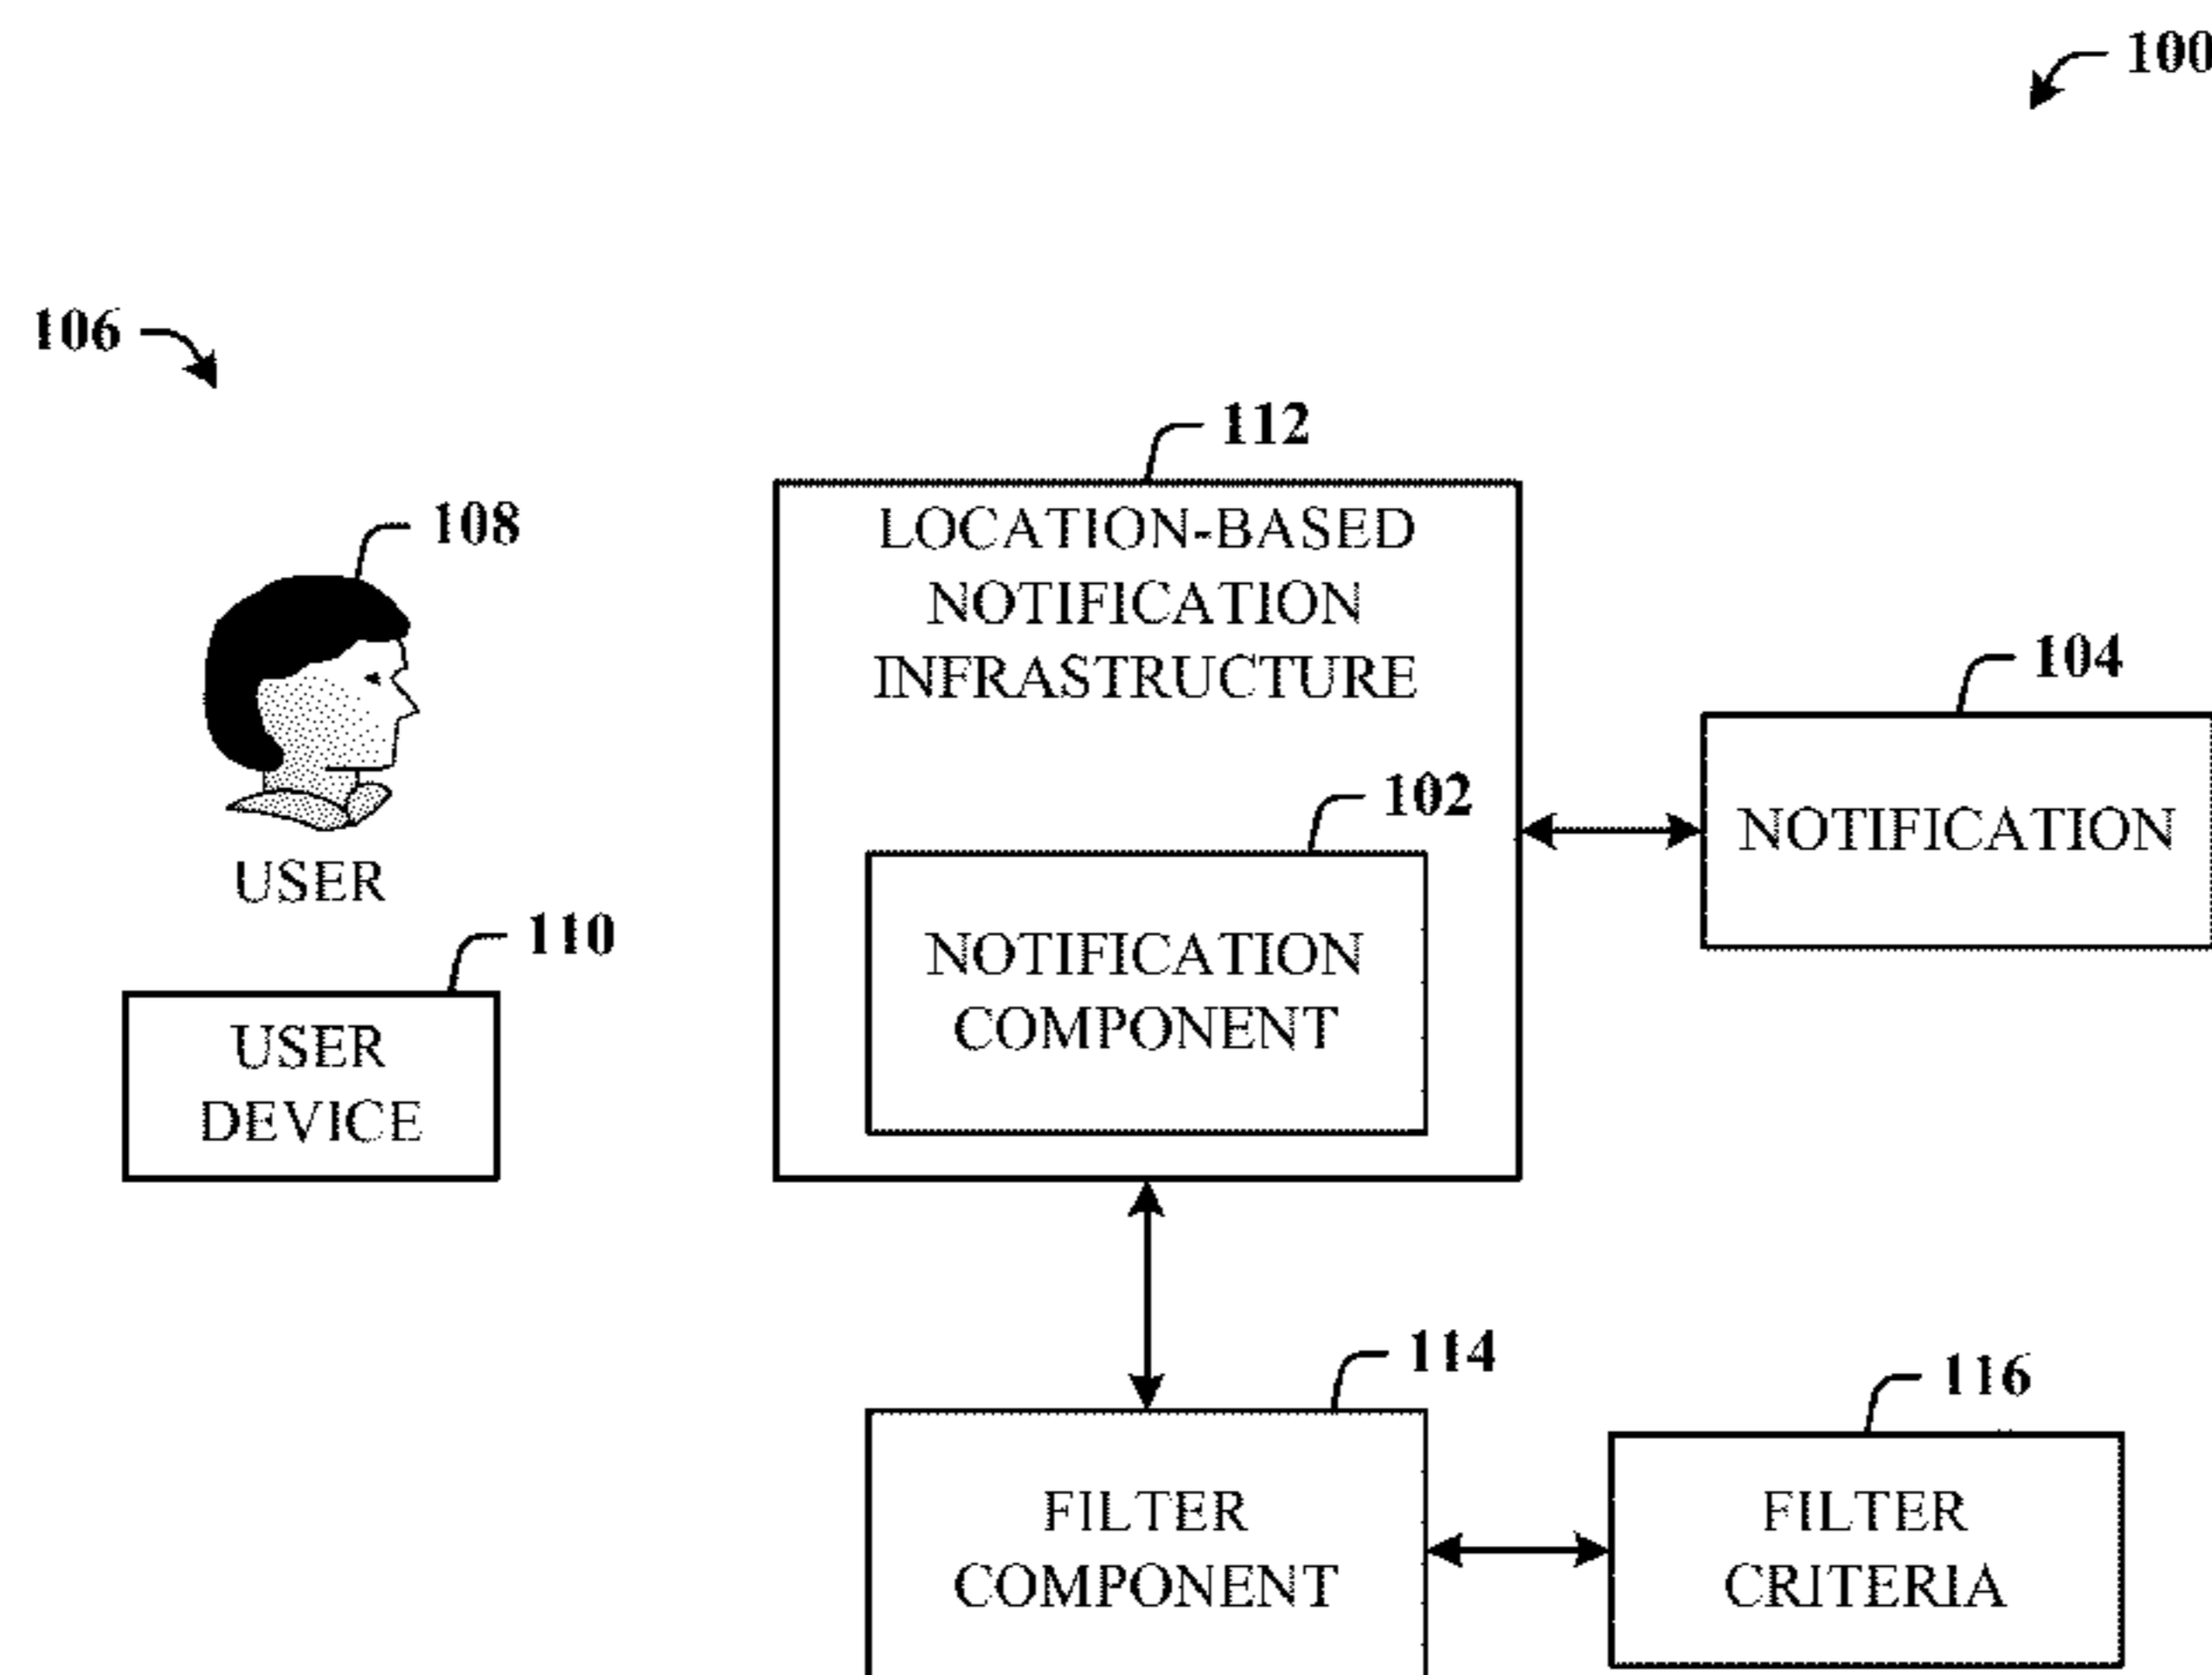 100
106
112
108
LOCATION-BASED
NOTIFICATION
INFRASTRUCTURE
104
102
NOTIFICATION
USER
110
NOTIFICATION
COMPONENT
USER
DEVICE
114
116
FILTER
COMPONENT
FILTER
CRITERIA